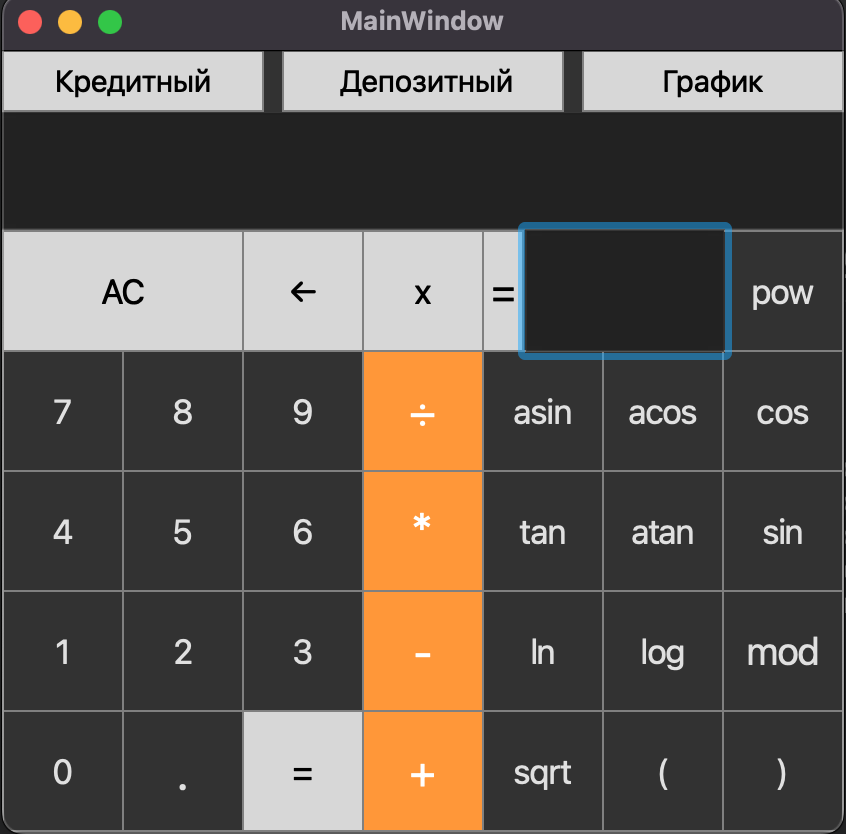 MainWindow
Кредитный Депозитный График
AC ← x = pow
7 8 9 ÷ asin acos cos
4 5 6 * tan atan sin
1 2 3 - ln log mod
0 . = + sqrt ( )